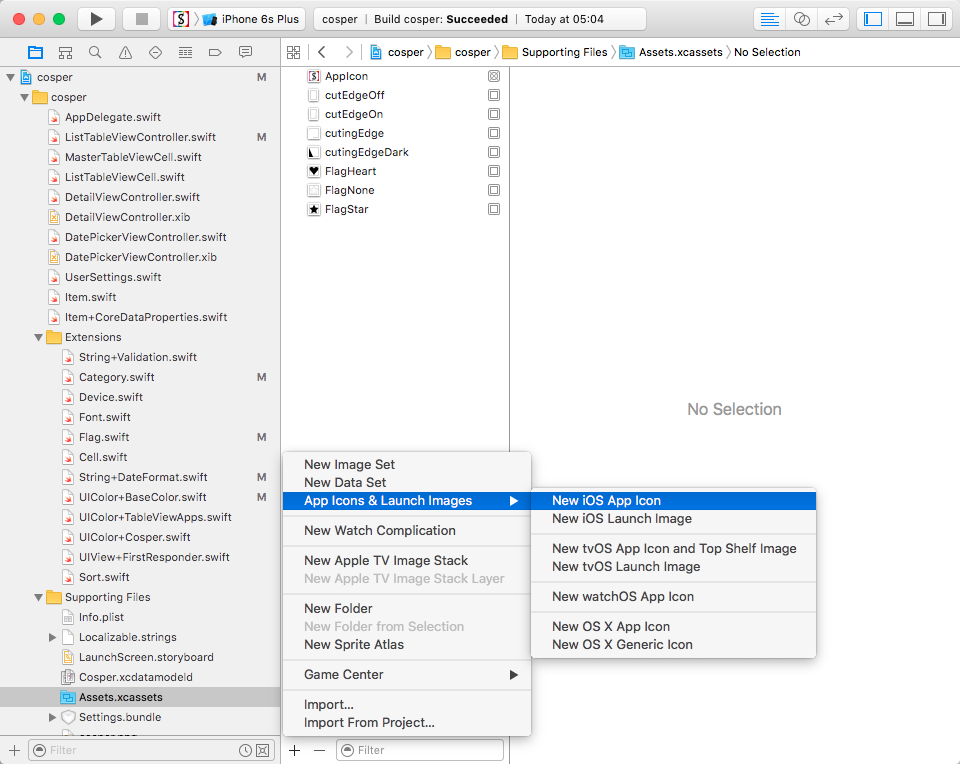 iPhone 6s Plus
cosper | Build cosper: Succeeded | Today at 05:04
cosper cosper Supporting Files Assets.xcassets No Selection
cosper M
cosper
AppDelegate.swift
ListTableViewController.swift M
MasterTableViewCell.swift
ListTableViewCell.swift
DetailViewController.swift
DetailViewController.xib
DatePickerViewController.swift
DatePickerViewController.xib
UserSettings.swift
Item.swift
Item+CoreDataProperties.swift
Extensions
String+Validation.swift
Category.swift M
Device.swift
Font.swift
Flag.swift M
Cell.swift
String+DateFormat.swift M
UIColor+BaseColor.swift M
UIColor+TableViewApps.swift
UIColor+Cosper.swift
UIView+FirstResponder.swift
Sort.swift
Supporting Files
Info.plist
Localizable.strings
LaunchScreen.storyboard
Cosper.xcdatamodeld
Assets.xcassets
Settings.bundle
Filter
AppIcon
cutEdgeOff
cutEdgeOn
cutingEdge
cutingEdgeDark
FlagHeart
FlagNone
FlagStar
No Selection
New Image Set
New Data Set
App Icons & Launch Images
New Watch Complication
New Apple TV Image Stack
New Apple TV Image Stack Layer
New Folder
New Folder from Selection
New Sprite Atlas
Game Center
Import...
Import From Project...
Filter
New iOS App Icon
New iOS Launch Image
New tvOS App Icon and Top Shelf Image
New tvOS Launch Image
New watchOS App Icon
New OS X App Icon
New OS X Generic Icon